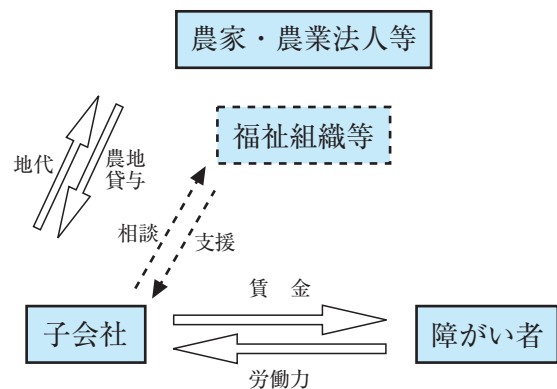 農家・農業法人等
福祉組織等
地代
農地
貸与
相談
支援
賃　金
子会社
障がい者
労働力